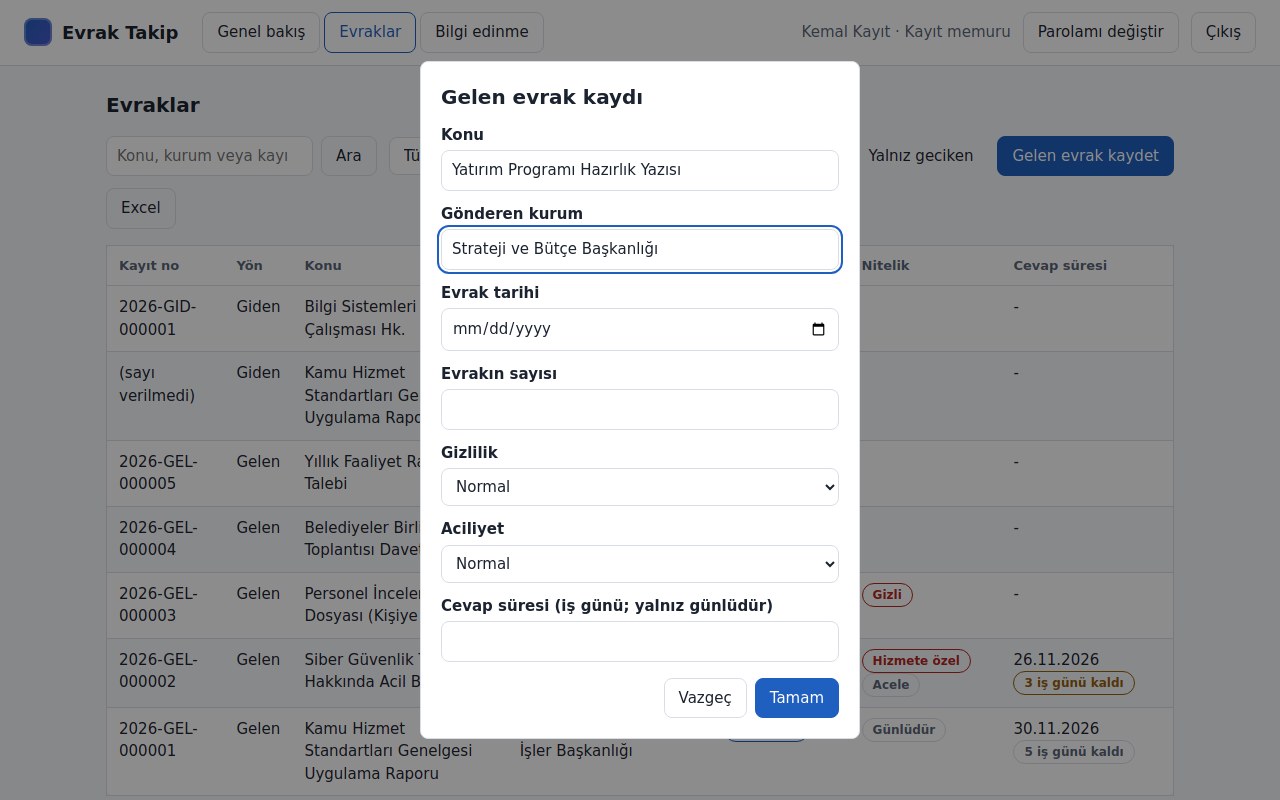 Evrak Takip
Genel bakış
Evraklar
Bilgi edinme
Kemal Kayıt · Kayıt memuru
Parolamı değiştir
Çıkış
Evraklar
Konu, kurum veya kayı
Ara
Tü
Yalnız geciken
Gelen evrak kaydet
Excel
Kayıt no
Yön
Konu
Nitelik
Cevap süresi
2026-GID-
000001
Giden
Bilgi Sistemleri
Çalışması Hk.
-
(sayı
verilmedi)
Giden
Kamu Hizmet
Standartları Ge
Uygulama Rapo
-
2026-GEL-
000005
Gelen
Yıllık Faaliyet Ra
Talebi
-
2026-GEL-
000004
Gelen
Belediyeler Birl
Toplantısı Davet
-
2026-GEL-
000003
Gelen
Personel İnceler
Dosyası (Kişiye
Gizli
-
2026-GEL-
000002
Gelen
Siber Güvenlik
Hakkında Acil B
Hizmete özel
Acele
26.11.2026
3 iş günü kaldı
2026-GEL-
000001
Gelen
Kamu Hizmet
Standartları Genelgesi
Uygulama Raporu
İşler Başkanlığı
Günlüdür
30.11.2026
5 iş günü kaldı
Gelen evrak kaydı
Konu
Yatırım Programı Hazırlık Yazısı
Gönderen kurum
Strateji ve Bütçe Başkanlığı
Evrak tarihi
mm/dd/yyyy
Evrakın sayısı
Gizlilik
Normal
Aciliyet
Normal
Cevap süresi (iş günü; yalnız günlüdür)
Vazgeç
Tamam